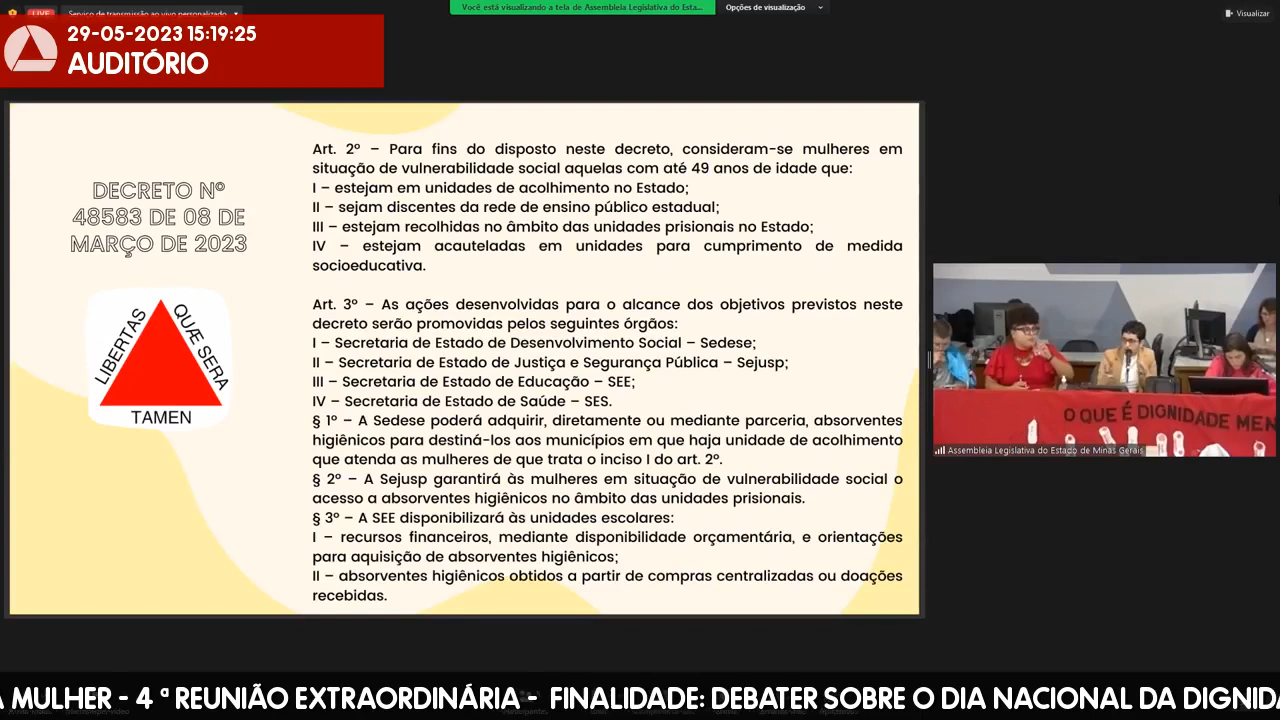 LIVE Serviço de transmissão ao vivo personalizado
Você está visualizando a tela de Assembleia Legislativa do Esta...
Opções de visualização
Visualizar
29-05-2023 15:19:25
AUDITÓRIO
DECRETO Nº
48583 DE 08 DE
MARÇO DE 2023
LIBERTAS
QUÆ SERA
TAMEN
Art. 2º – Para fins do disposto neste decreto, consideram-se mulheres em
situação de vulnerabilidade social aquelas com até 49 anos de idade que:
I – estejam em unidades de acolhimento no Estado;
II – sejam discentes da rede de ensino público estadual;
III – estejam recolhidas no âmbito das unidades prisionais no Estado;
IV – estejam acauteladas em unidades para cumprimento de medida
socioeducativa.
Art. 3º – As ações desenvolvidas para o alcance dos objetivos previstos neste
decreto serão promovidas pelos seguintes órgãos:
I – Secretaria de Estado de Desenvolvimento Social – Sedese;
II – Secretaria de Estado de Justiça e Segurança Pública – Sejusp;
III – Secretaria de Estado de Educação – SEE;
IV – Secretaria de Estado de Saúde – SES.
§ 1º – A Sedese poderá adquirir, diretamente ou mediante parceria, absorventes
higiênicos para destiná-los aos municípios em que haja unidade de acolhimento
que atenda as mulheres de que trata o inciso I do art. 2º.
§ 2º – A Sejusp garantirá às mulheres em situação de vulnerabilidade social o
acesso a absorventes higiênicos no âmbito das unidades prisionais.
§ 3º – A SEE disponibilizará às unidades escolares:
I – recursos financeiros, mediante disponibilidade orçamentária, e orientações
para aquisição de absorventes higiênicos;
II – absorventes higiênicos obtidos a partir de compras centralizadas ou doações
recebidas.
O QUE É DIGNIDADE MEN
Assembleia Legislativa do Estado de Minas Gerais
A MULHER - 4 ª REUNIÃO EXTRAORDINÁRIA - FINALIDADE: DEBATER SOBRE O DIA NACIONAL DA DIGNIDA